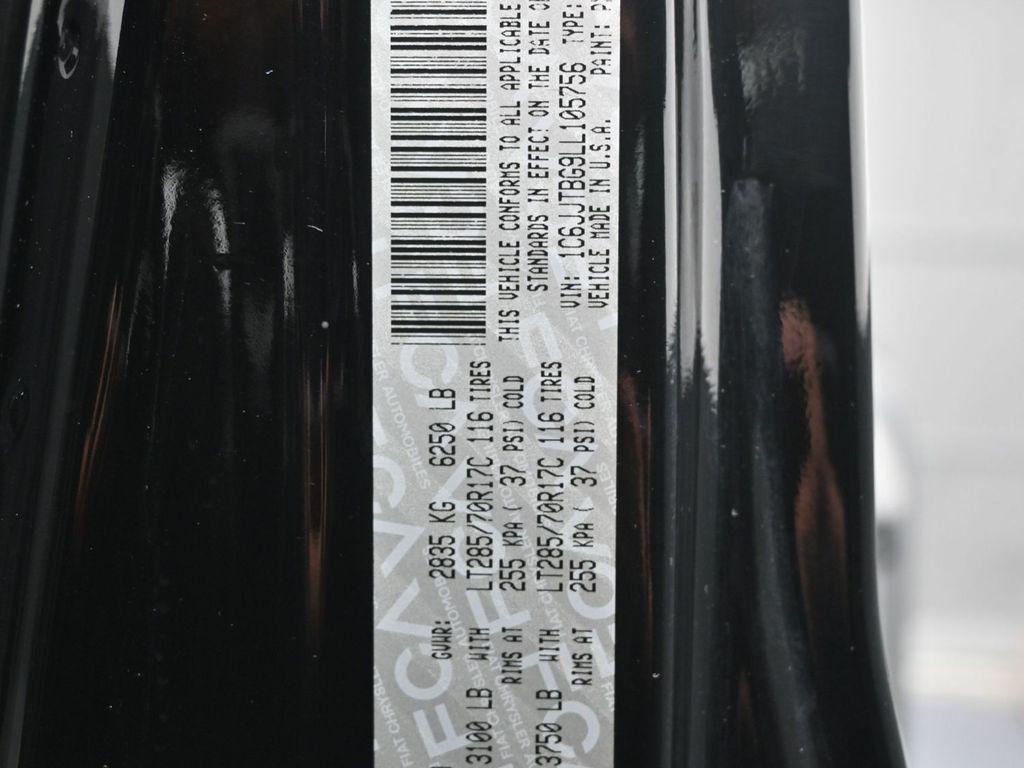 GVWR: 2835 KG 6250 LB
3100 LB WITH LT285/70R17C 116 TIRES
RIMS AT 255 KPA ( 37 PSI) COLD
3750 LB WITH LT285/70R17C 116 TIRES
RIMS AT 255 KPA ( 37 PSI) COLD
THIS VEHICLE CONFORMS TO ALL APPLICABLE
STANDARDS IN EFFECT ON THE DATE
VIN: 1C6JJTBG9LL105756 TYPE:
VEHICLE MADE IN U.S.A. PAINT: